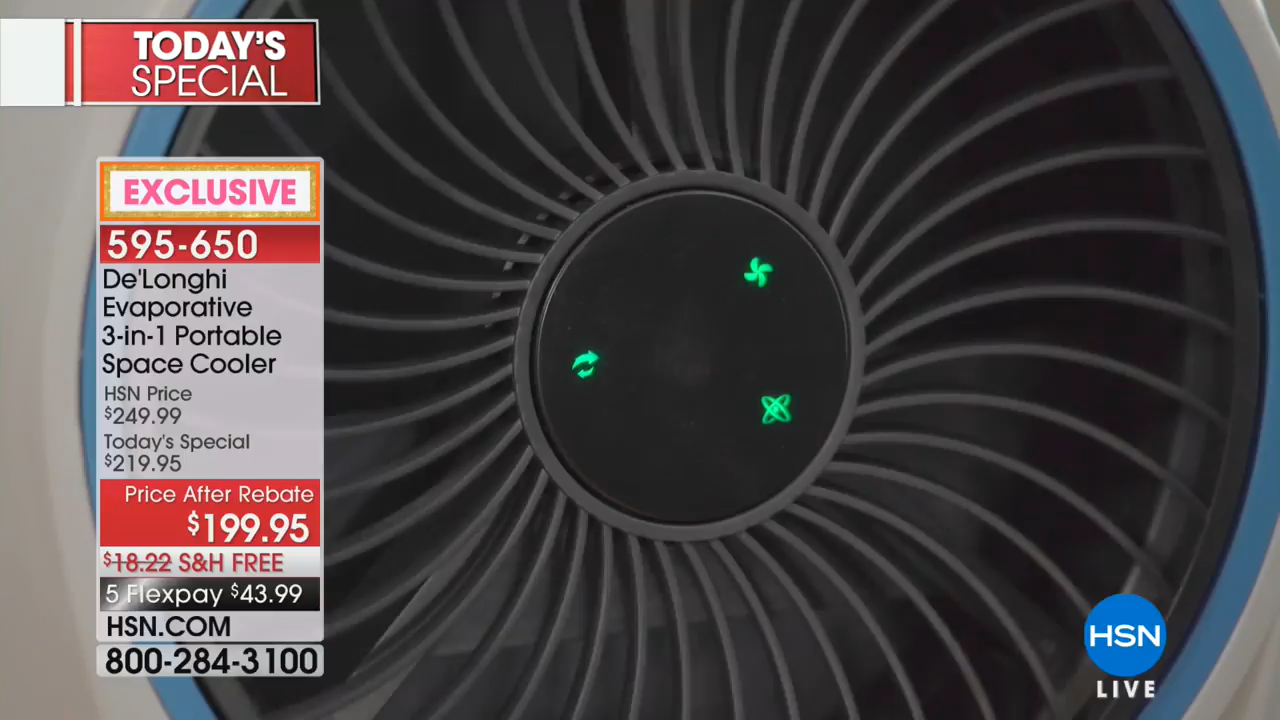 TODAY'S
SPECIAL
EXCLUSIVE
595-650
De'Longhi
Evaporative
3-in-1 Portable
Space Cooler
HSN Price
$249.99
Today's Special
$219.95
Price After Rebate
$199.95
$18.22 S&H FREE
5 Flexpay $43.99
HSN.COM
800-284-3100
HSN
LIVE